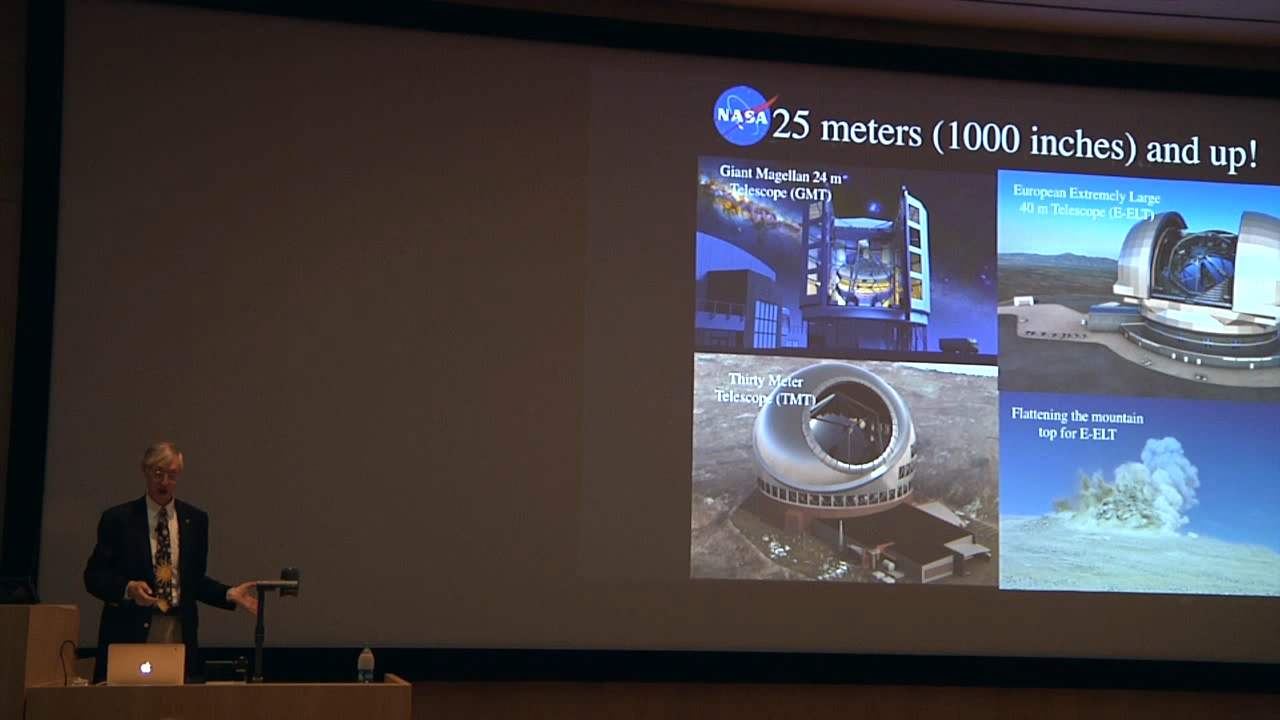 NASA
25 meters (1000 inches) and up!
Giant Magellan 24 m
Telescope (GMT)
European Extremely Large
40 m Telescope (E-ELT)
Thirty Meter
Telescope (TMT)
Flattening the mountain
top for E-ELT